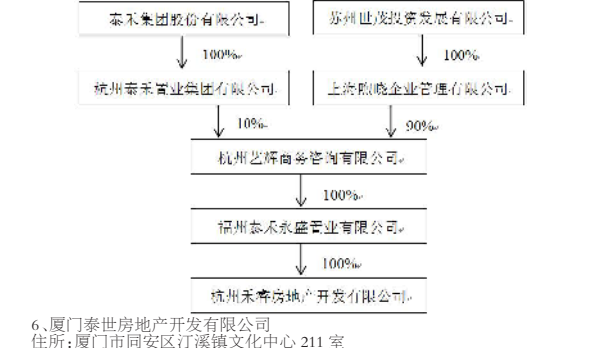 泰禾集团股份有限公司 苏州世茂投资发展有限公司
100% 100%
杭州泰禾置业集团有限公司 上海煦晓企业管理有限公司
10% 90%
杭州艺辉商务咨询有限公司
100%
福州泰禾永盛置业有限公司
100%
杭州禾睿房地产开发有限公司
6、厦门泰世房地产开发有限公司
住所:厦门市同安区汀溪镇文化中心 211 室